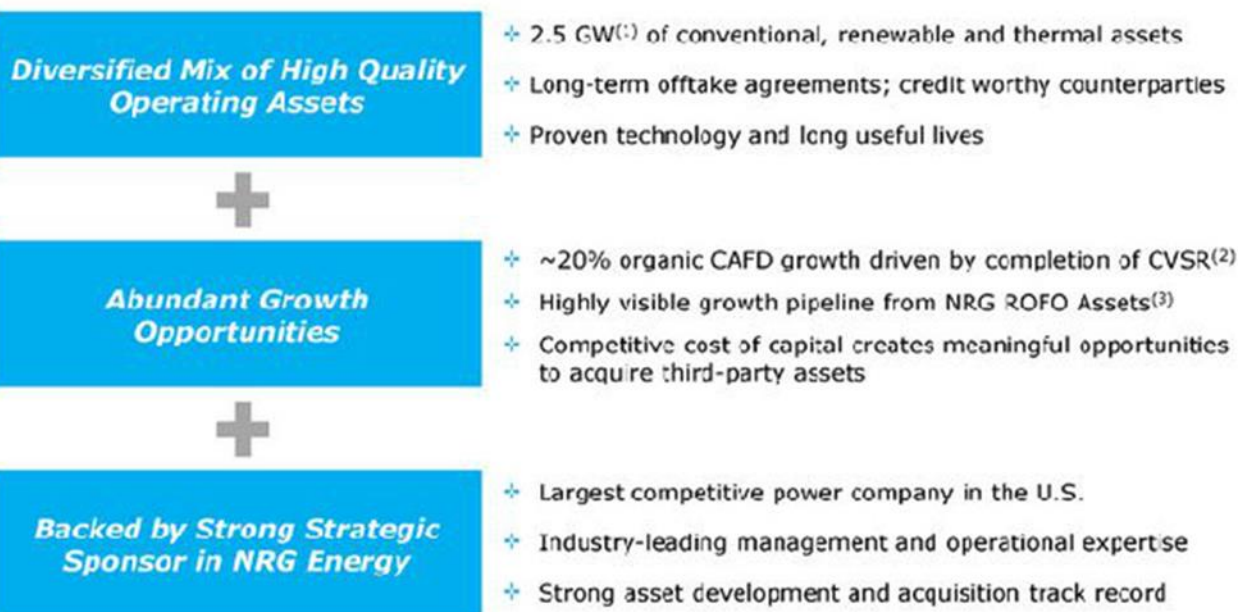 Diversified Mix of High Quality
Operating Assets
2.5 GW(1) of conventional, renewable and thermal assets
Long-term offtake agreements; credit worthy counterparties
Proven technology and long useful lives
Abundant Growth
Opportunities
~20% organic CAFD growth driven by completion of CVSR(2)
Highly visible growth pipeline from NRG ROFO Assets(3)
Competitive cost of capital creates meaningful opportunities
to acquire third-party assets
Backed by Strong Strategic
Sponsor in NRG Energy
Largest competitive power company in the U.S.
Industry-leading management and operational expertise
Strong asset development and acquisition track record